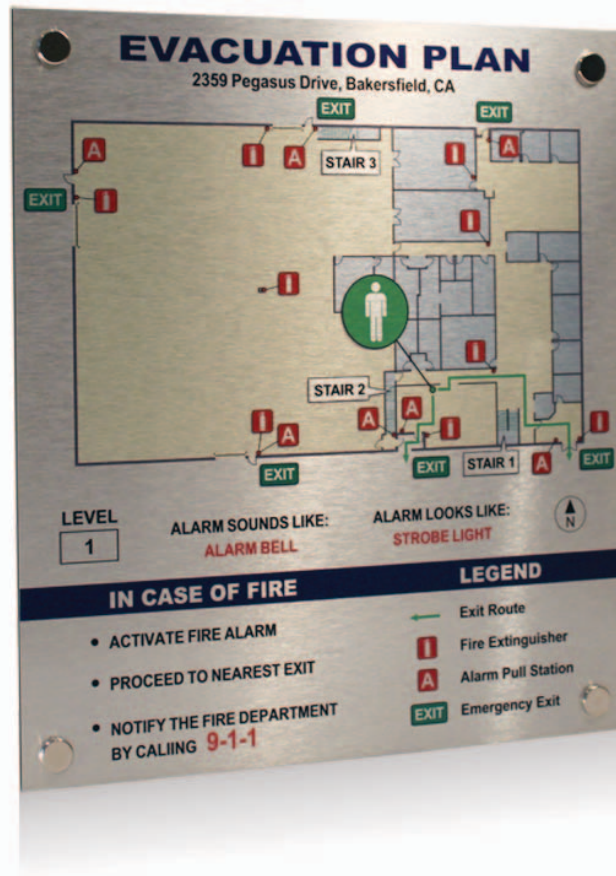 EVACUATION PLAN
2359 Pegasus Drive, Bakersfield, CA
EXIT
EXIT
A
A
A
STAIR 3
EXIT
STAIR 2
A
A
A
EXIT
EXIT
STAIR 1
A
EXIT
LEVEL
1
ALARM SOUNDS LIKE:
ALARM BELL
ALARM LOOKS LIKE:
STROBE LIGHT
N
IN CASE OF FIRE
• ACTIVATE FIRE ALARM
• PROCEED TO NEAREST EXIT
• NOTIFY THE FIRE DEPARTMENT
BY CALIING 9-1-1
LEGEND
Exit Route
Fire Extinguisher
A Alarm Pull Station
EXIT Emergency Exit